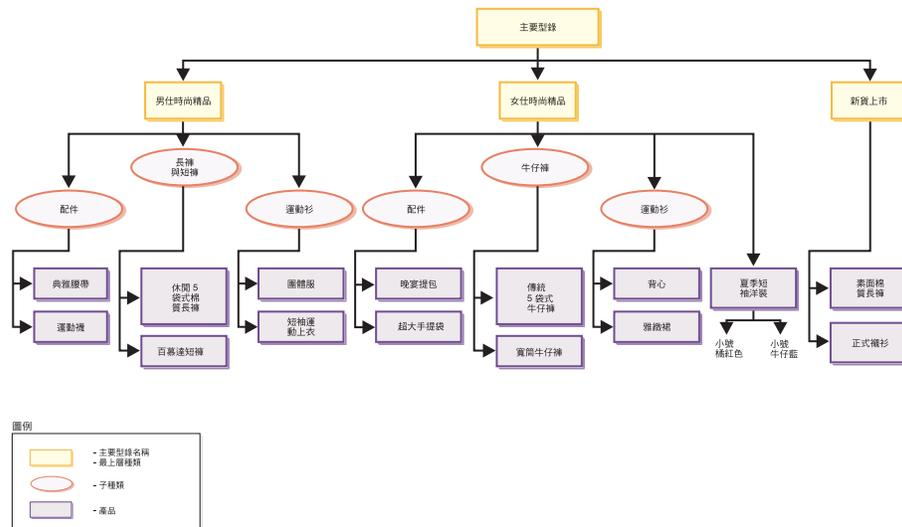 主要型錄
男仕時尚精品
女仕時尚精品
新貨上市
長褲
與短褲
牛仔褲
配件
運動衫
配件
運動衫
典雅腰帶
休閒 5
袋式棉
質長褲
團體服
晚宴提包
傳統
5 袋式
牛仔褲
背心
夏季短
袖洋裝
素面棉
質長褲
運動襪
短袖運
動上衣
超大手提袋
雅緻裙
百慕達短褲
寬筒牛仔褲
小號
橘紅色
小號
牛仔藍
正式襯衫
圖例
- 主要型錄名稱
- 最上層種類
- 子種類
- 產品